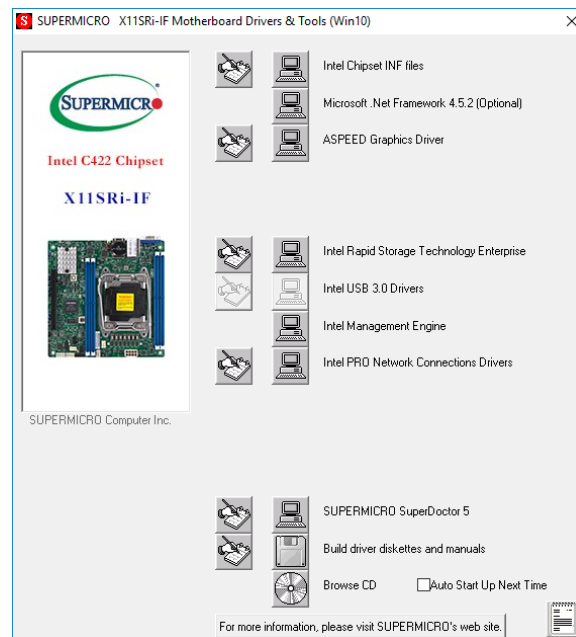 S SUPERMICRO X11SRi-IF Motherboard Drivers & Tools (Win10)
SUPERMICRO
Intel C422 Chipset
X11SRi-IF
SUPERMICRO Computer Inc.
Intel Chipset INF files
Microsoft .Net Framework 4.5.2 (Optional)
ASPEED Graphics Driver
Intel Rapid Storage Technology Enterprise
Intel USB 3.0 Drivers
Intel Management Engine
Intel PRO Network Connections Drivers
SUPERMICRO SuperDoctor 5
Build driver diskettes and manuals
Browse CD Auto Start Up Next Time
For more information, please visit SUPERMICRO's web site.